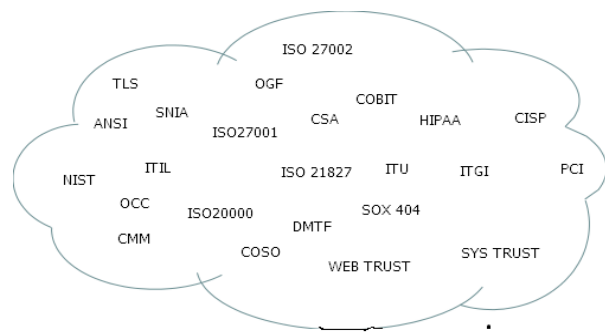 ISO 27002
TLS
OGF
COBIT
SNIA
ANSI
CSA
HIPAA
CISP
ISO27001
ITIL
ISO 21827
ITU
ITGI
PCI
NIST
OCC
ISO20000
SOX 404
DMTF
CMM
COSO
WEB TRUST
SYS TRUST